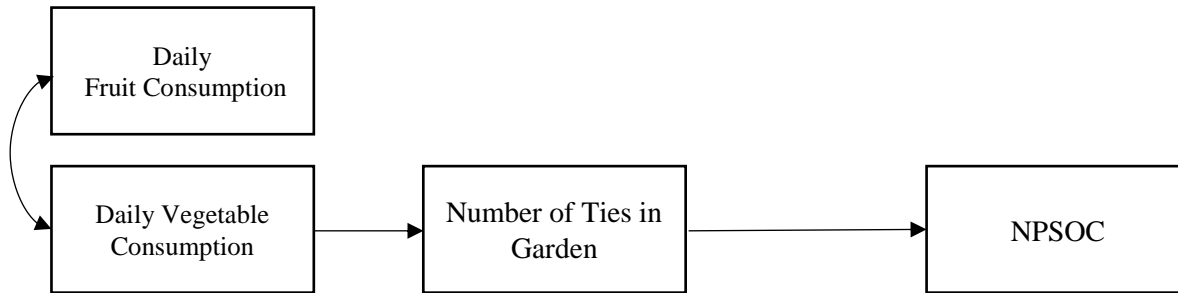 Daily
Fruit Consumption
Daily Vegetable
Consumption
Number of Ties in
Garden
NPSOC